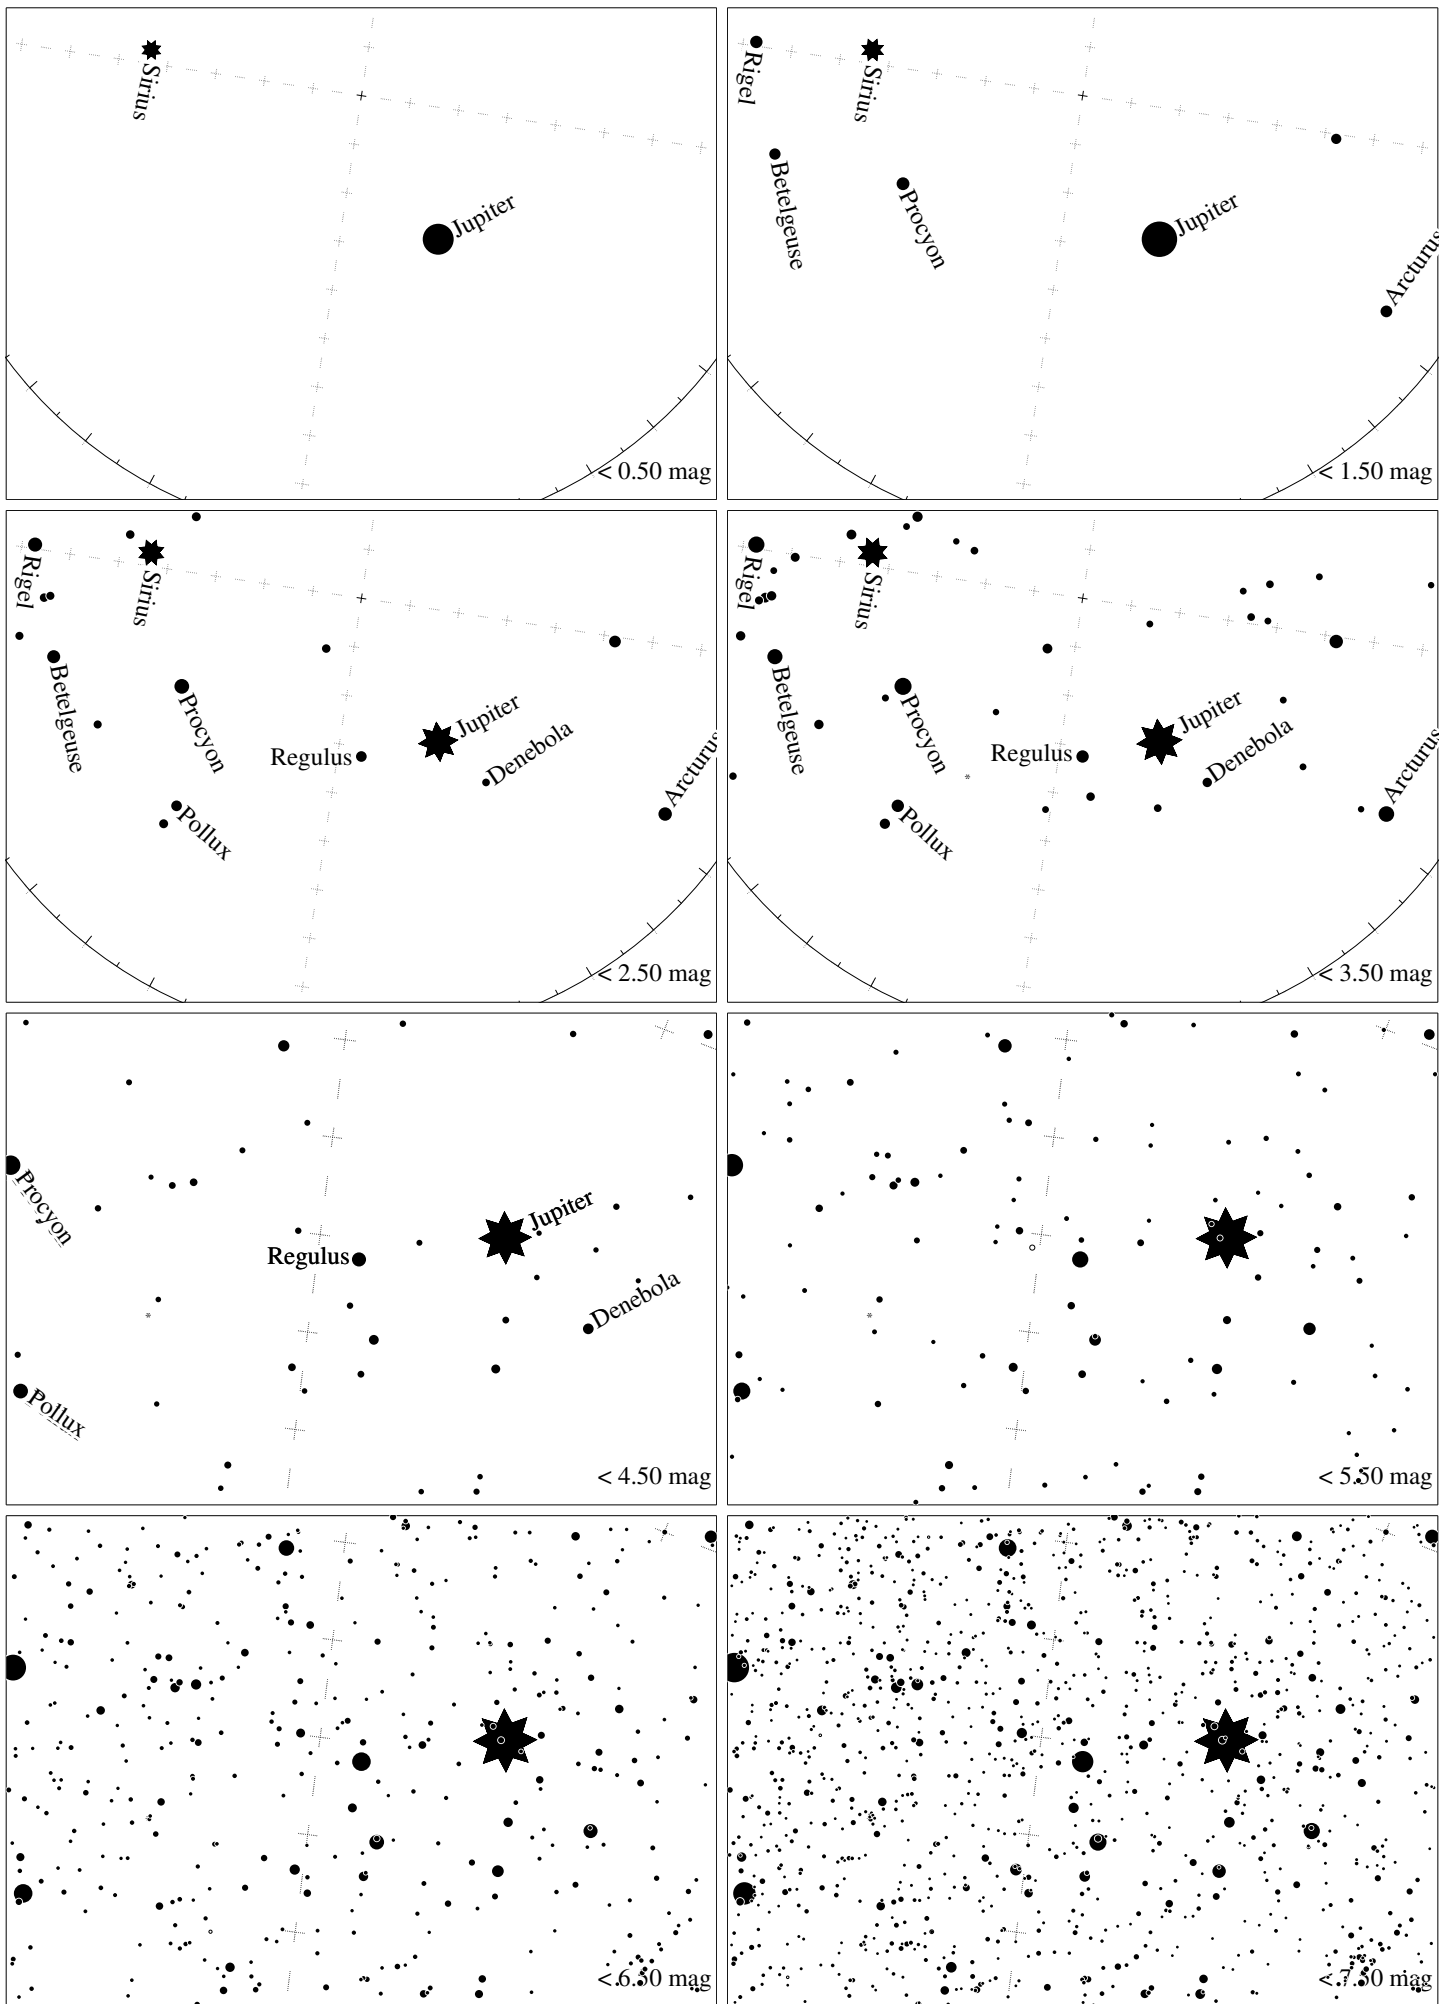 Sirius
Jupiter
< 0.50 mag
Rigel
Sirius
Betelgeuse
Procyon
Jupiter
Arcturus
< 1.50 mag
Rigel
Sirius
Betelgeuse
Procyon
Jupiter
Regulus
Denebola
Arcturus
Pollux
< 2.50 mag
Rigel
Sirius
Betelgeuse
Procyon
Jupiter
Regulus
Denebola
Arcturus
Pollux
< 3.50 mag
Procyon
Jupiter
Regulus
Denebola
Pollux
< 4.50 mag
< 5.50 mag
< 6.50 mag
< 7.50 mag